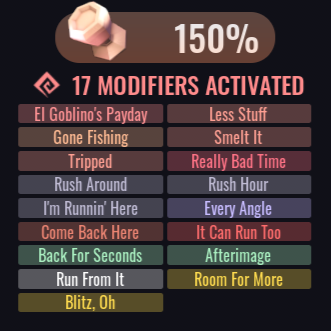 150%
17 MODIFIERS ACTIVATED
El Goblino's Payday Less Stuff
Gone Fishing Smelt It
Tripped Really Bad Time
Rush Around Rush Hour
I'm Runnin' Here Every Angle
Come Back Here It Can Run Too
Back For Seconds Afterimage
Run From It Room For More
Blitz, Oh